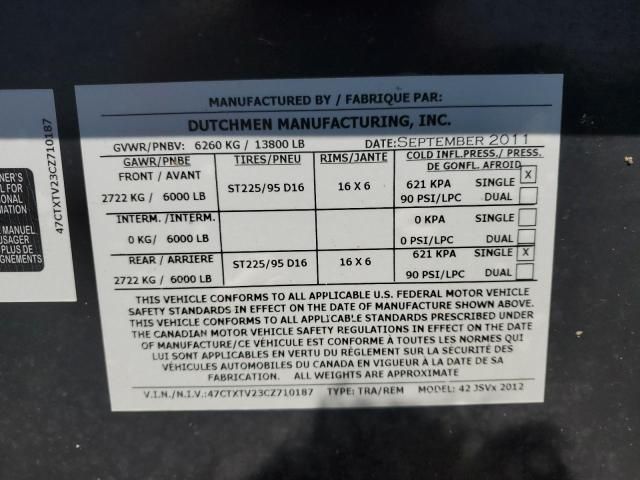 MANUFACTURED BY / FABRIQUE PAR:
DUTCHMEN MANUFACTURING, INC.
GVWR/PNBV: 6260 KG / 13800 LB DATE: SEPTEMBER 2011
GAWR/PNBE TIRES/PNEU RIMS/JANTE COLD INFL.PRESS./ PRESS.
DE GONFL. A FROID
FRONT / AVANT
2722 KG / 6000 LB ST225/95 D16 16 X 6 621 KPA SINGLE X
90 PSI/LPC DUAL
INTERM. /INTERM. 0 KPA SINGLE
0 KG/ 6000 LB 0 PSI/LPC DUAL
REAR / ARRIERE ST225/95 D16 16 X 6 621 KPA SINGLE X
2722 KG / 6000 LB 90 PSI/LPC DUAL
THIS VEHICLE CONFORMS TO ALL APPLICABLE U.S. FEDERAL MOTOR VEHICLE
SAFETY STANDARDS IN EFFECT ON THE DATE OF MANUFACTURE SHOWN ABOVE.
THIS VEHICLE CONFORMS TO ALL APPLICABLE STANDARDS PRESCRIBED UNDER
THE CANADIAN MOTOR VEHICLE SAFETY REGULATIONS IN EFFECT ON THE DATE
OF MANUFACTURE/CE VÉHICULE EST CONFORME À TOUTES LES NORMES QUI
LUI SONT APPLICABLES EN VERTU DU RÈGLEMENT SUR LA SÉCURITÉ DES
VÉHICULES AUTOMOBILES DU CANADA EN VIGUEUR À LA DATE DE SA
FABRICATION. ALL WEIGHTS ARE APPROXIMATE
V.I.N./N.I.V.:47CTXTV23CZ710187 TYPE: TRA/REM MODEL: 42 JSVx 2012
47CTXTV23CZ710187
NER'S
L FOR
SONAL
RMATION
E MANUEL
USAGER
PLUS DE
IGNEMENTS